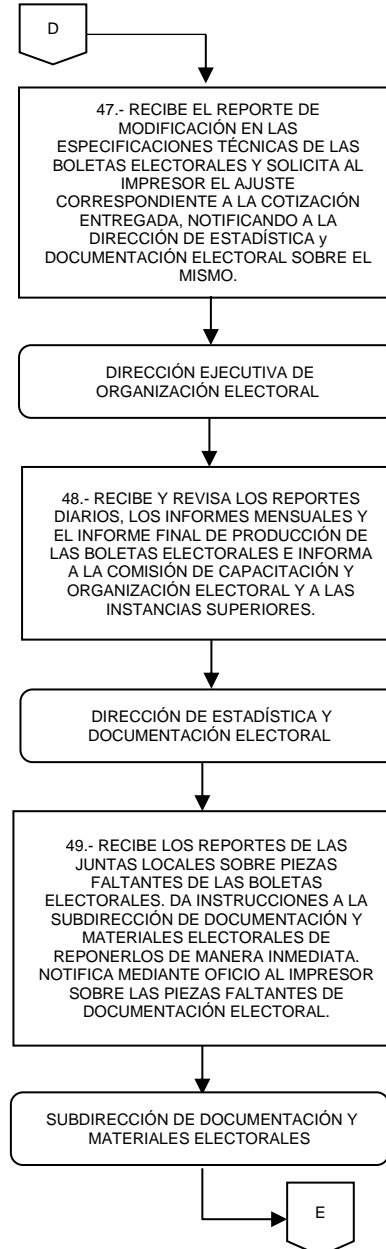 D
47.- RECIBE EL REPORTE DE
MODIFICACIÓN EN LAS
ESPECIFICACIONES TÉCNICAS DE LAS
BOLETAS ELECTORALES Y SOLICITA AL
IMPRESOR EL AJUSTE
CORRESPONDIENTE A LA COTIZACIÓN
ENTREGADA, NOTIFICANDO A LA
DIRECCIÓN DE ESTADÍSTICA y
DOCUMENTACIÓN ELECTORAL SOBRE EL
MISMO.
DIRECCIÓN EJECUTIVA DE
ORGANIZACIÓN ELECTORAL
48.- RECIBE Y REVISA LOS REPORTES
DIARIOS, LOS INFORMES MENSUALES Y
EL INFORME FINAL DE PRODUCCIÓN DE
LAS BOLETAS ELECTORALES E INFORMA
A LA COMISIÓN DE CAPACITACIÓN Y
ORGANIZACIÓN ELECTORAL Y A LAS
INSTANCIAS SUPERIORES.
DIRECCIÓN DE ESTADÍSTICA Y
DOCUMENTACIÓN ELECTORAL
49.- RECIBE LOS REPORTES DE LAS
JUNTAS LOCALES SOBRE PIEZAS
FALTANTES DE LAS BOLETAS
ELECTORALES. DA INSTRUCCIONES A LA
SUBDIRECCIÓN DE DOCUMENTACIÓN Y
MATERIALES ELECTORALES DE
REPONERLOS DE MANERA INMEDIATA.
NOTIFICA MEDIANTE OFICIO AL IMPRESOR
SOBRE LAS PIEZAS FALTANTES DE
DOCUMENTACIÓN ELECTORAL.
SUBDIRECCIÓN DE DOCUMENTACIÓN Y
MATERIALES ELECTORALES
E